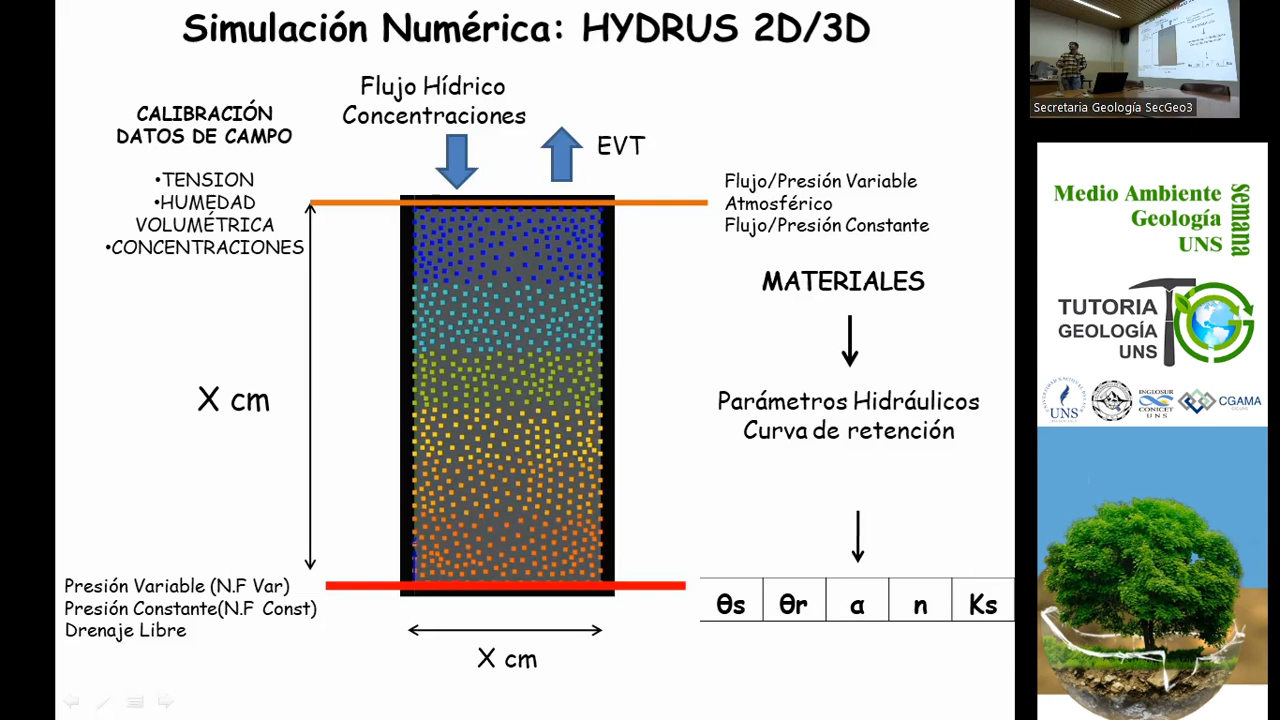 Simulación Numérica: HYDRUS 2D/3D
Flujo Hídrico
Concentraciones
EVT
CALIBRACIÓN
DATOS DE CAMPO
•TENSION
•HUMEDAD
VOLUMÉTRICA
•CONCENTRACIONES
Flujo/Presión Variable
Atmosférico
Flujo/Presión Constante
MATERIALES
Parámetros Hidráulicos
Curva de retención
X cm
Presión Variable (N.F Var)
Presión Constante(N.F Const)
Drenaje Libre
X cm
θs θr α n Ks
Secretaria Geología SecGeo3
Medio Ambiente
Geología
UNS
semana
TUTORIA
GEOLOGÍA
UNS
UNS
INGEOSUR
CONICET
UNS
CGAMA